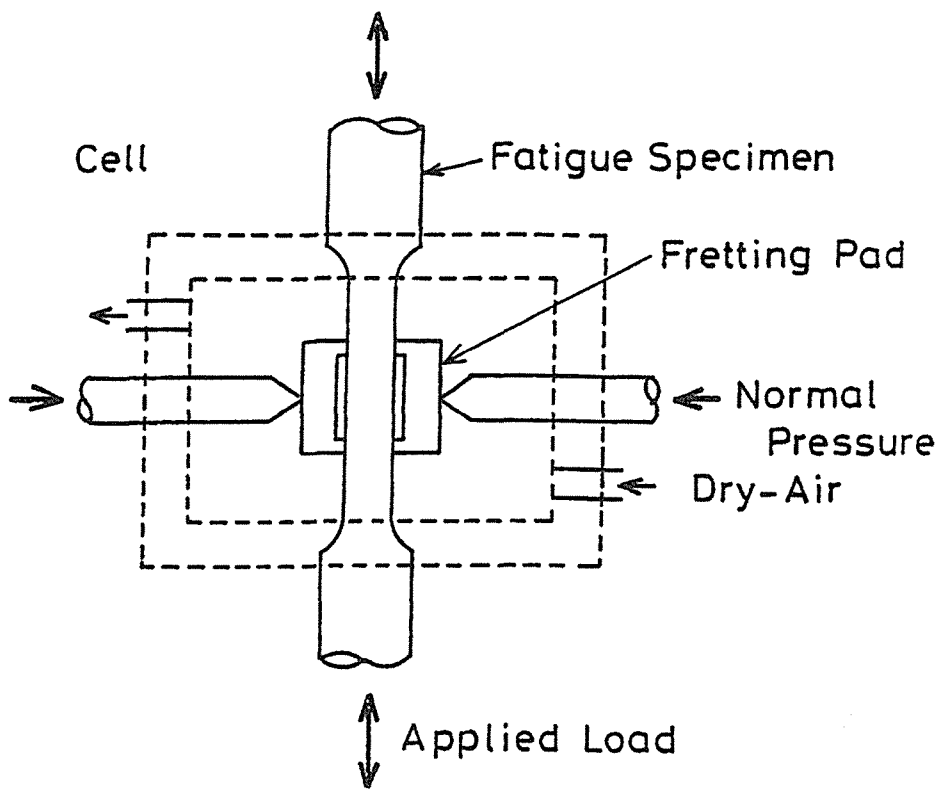 Cell
Fatigue Specimen
Fretting Pad
Normal
Pressure
Dry-Air
Applied Load